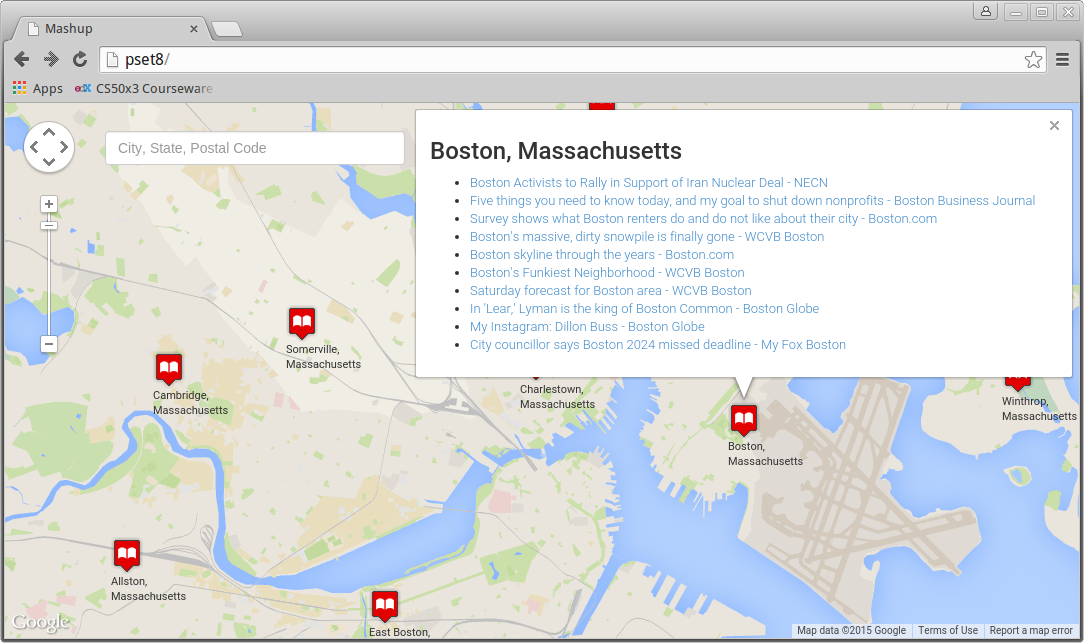 Mashup
pset8/
Apps
edX CS50x3 Courseware
City, State, Postal Code
Boston, Massachusetts
Boston Activists to Rally in Support of Iran Nuclear Deal - NECN
Five things you need to know today, and my goal to shut down nonprofits - Boston Business Journal
Survey shows what Boston renters do and do not like about their city - Boston.com
Boston's massive, dirty snowpile is finally gone - WCVB Boston
Boston skyline through the years - Boston.com
Boston's Funkiest Neighborhood - WCVB Boston
Saturday forecast for Boston area - WCVB Boston
In 'Lear,' Lyman is the king of Boston Common - Boston Globe
My Instagram: Dillon Buss - Boston Globe
City councillor says Boston 2024 missed deadline - My Fox Boston
Somerville,
Massachusetts
Cambridge,
Massachusetts
Charlestown,
Massachusetts
Winthrop,
Massachusetts
Boston,
Massachusetts
Allston,
Massachusetts
East Boston,
Google
Map data ©2015 Google
Terms of Use
Report a map error